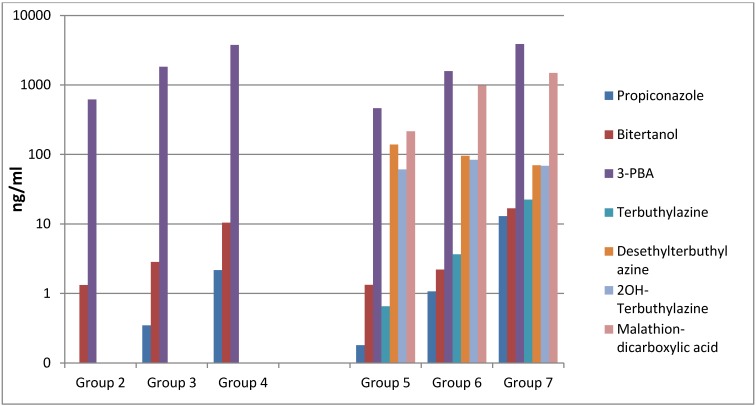 10000
1000
100
10
1
0
ng/ml
Group 2
Group 3
Group 4
Group 5
Group 6
Group 7
Propiconazole
Bitertanol
3-PBA
Terbuthylazine
Desethylterbuthyl
azine
2OH-
Terbuthylazine
Malathion-
dicarboxylic acid